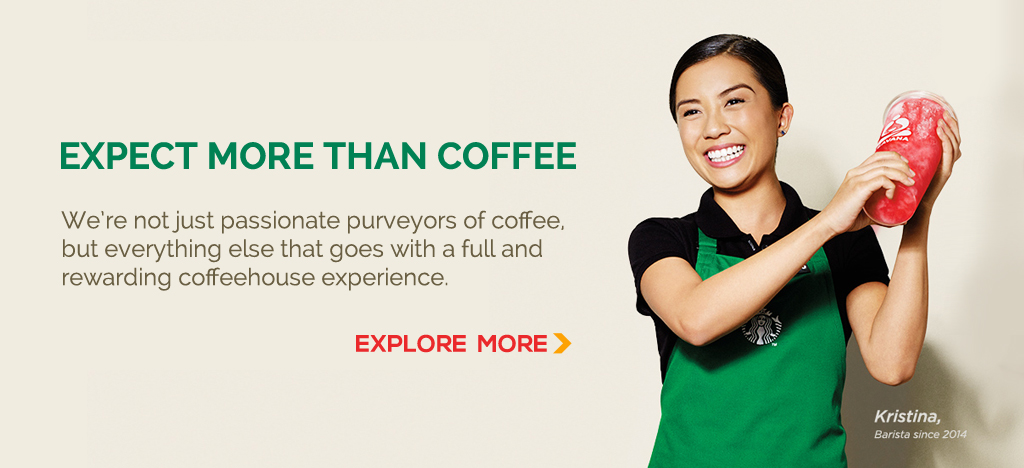 EXPECT MORE THAN COFFEE
We're not just passionate purveyors of coffee,
but everything else that goes with a full and
rewarding coffeehouse experience.
EXPLORE MORE
Kristina,
Barista since 2014